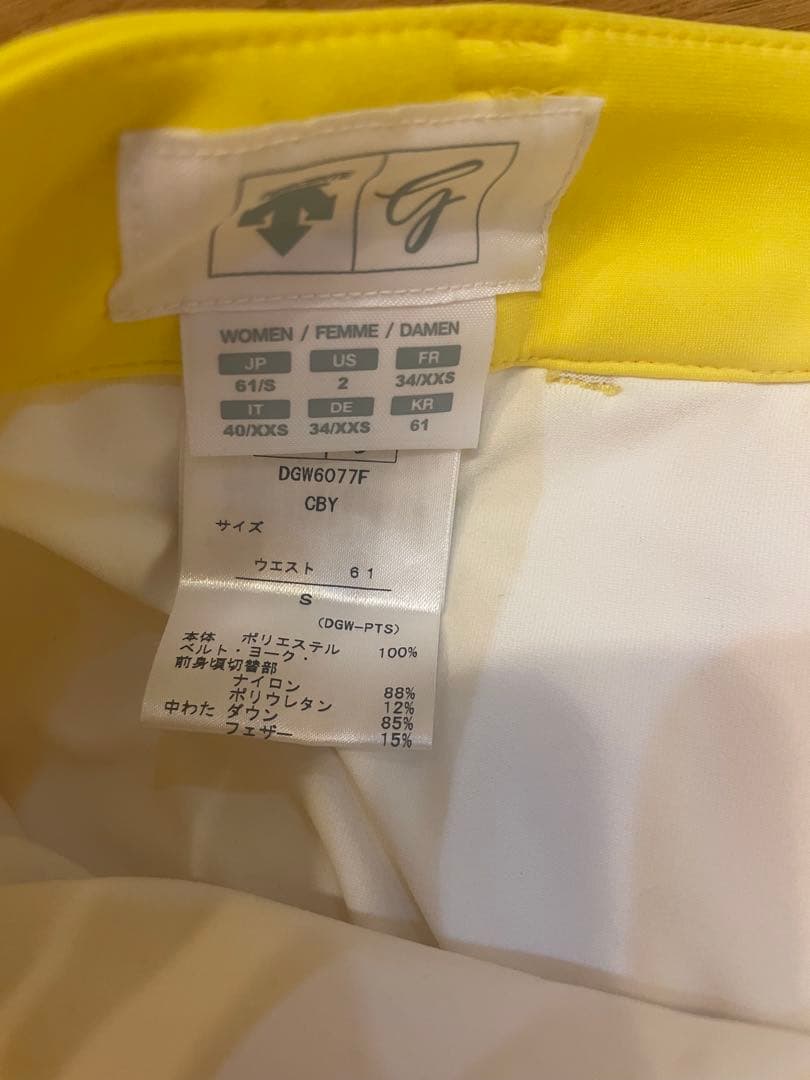 G
WOMEN / FEMME / DAMEN
JP US FR
61/S 2 34/XXS
IT DE KR
40/XXS 34/XXS 61
DGW6077F
CBY
サイズ
ウエスト 61
S
(DGW-PTS)
本体 ポリエステル 100%
ベルト・ヨーク・
前身頃切替部
ナイロン 88%
ポリウレタン 12%
中わた ダウン 85%
フェザー 15%